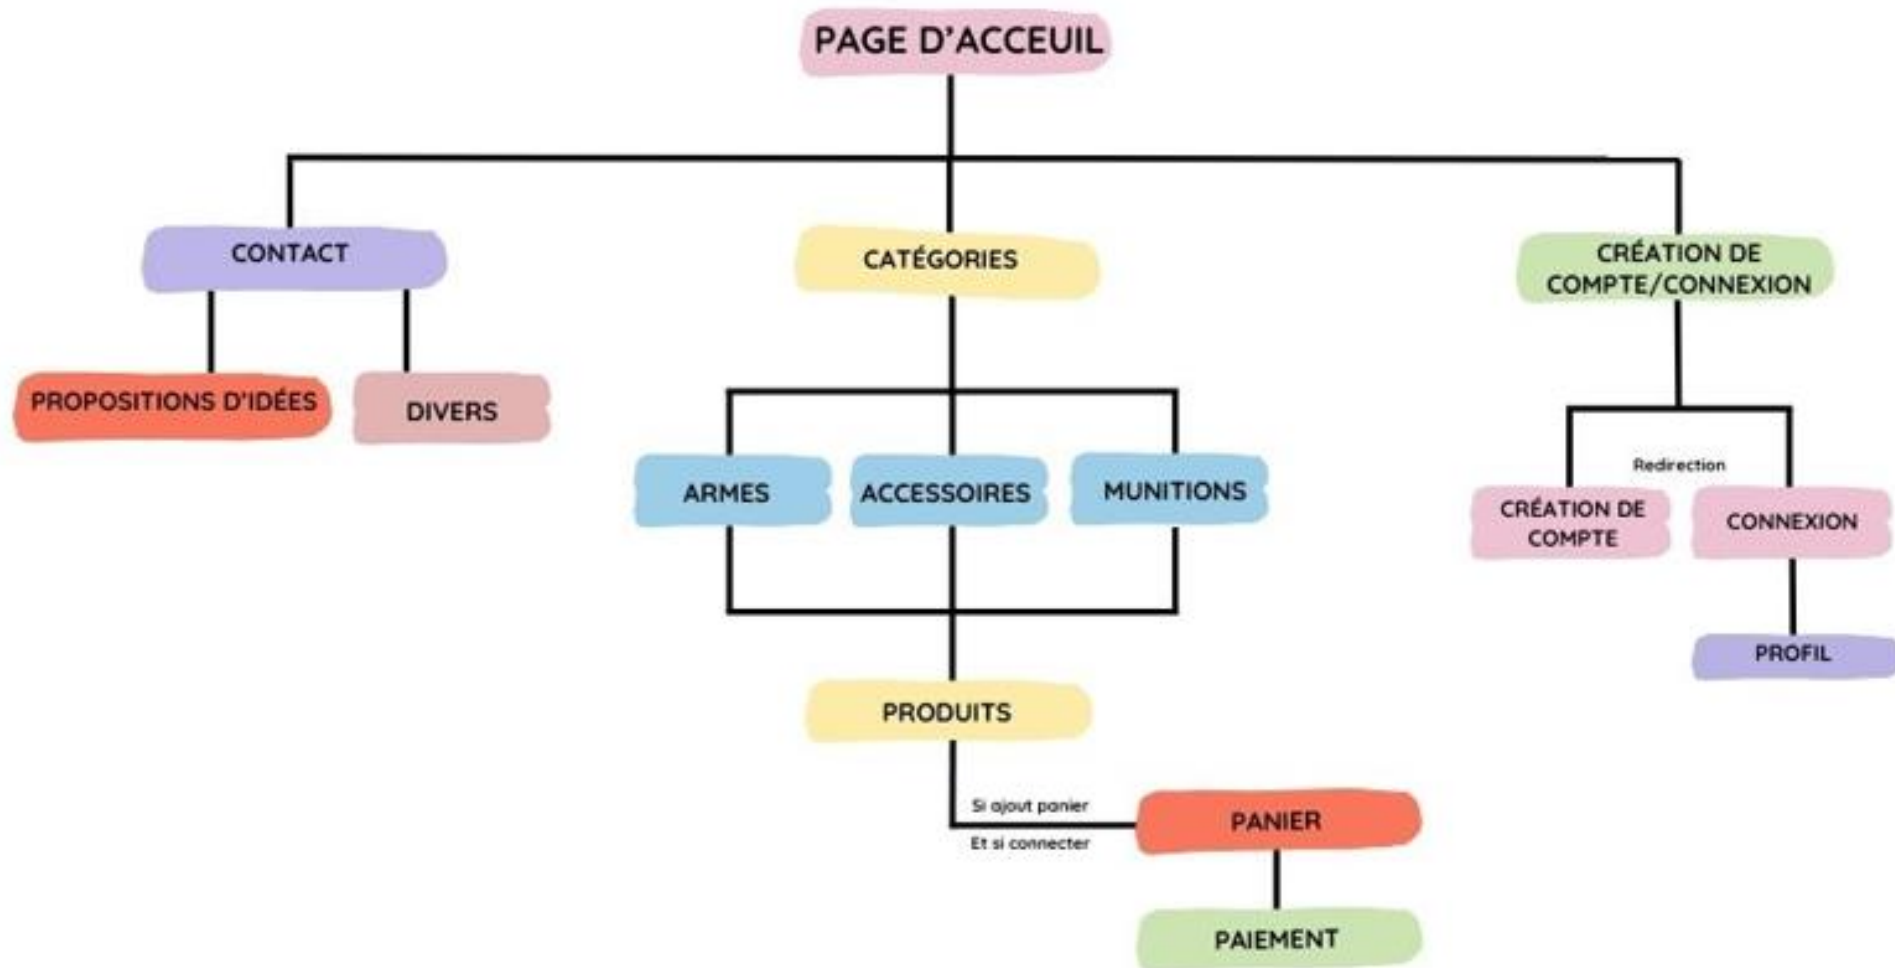 PAGE D'ACCEUIL
CONTACT
CATÉGORIES
CRÉATION DE
COMPTE/CONNEXION
PROPOSITIONS D'IDÉES
DIVERS
ARMES
ACCESSOIRES
MUNITIONS
Redirection
CRÉATION DE
COMPTE
CONNEXION
PROFIL
PRODUITS
Si ajout panier
Et si connecter
PANIER
PAIEMENT